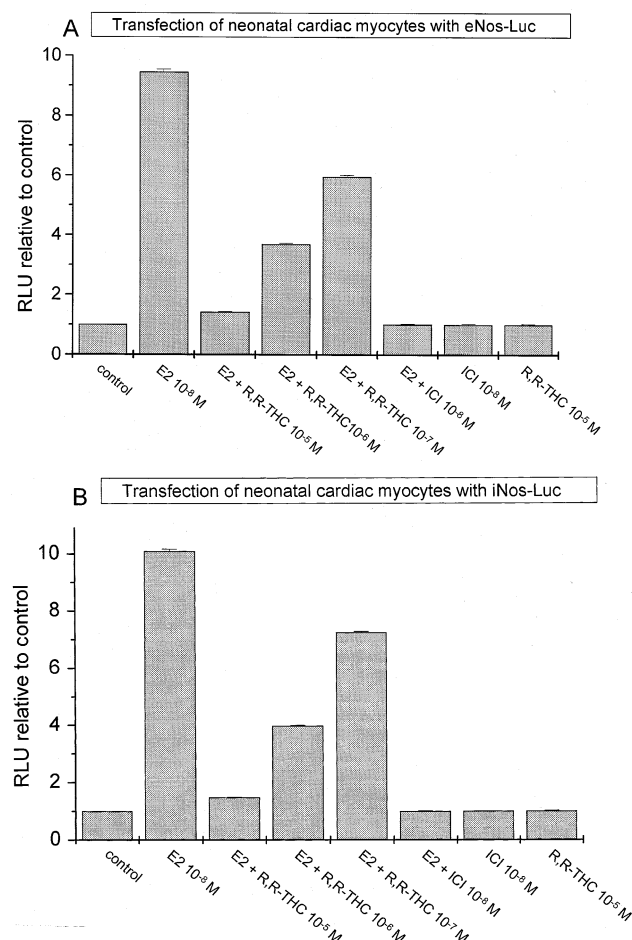 A
Transfection of neonatal cardiac myocytes with eNos-Luc
RLU relative to control
10
8
6
4
2
0
control
E2 10-8 M
E2 + R,R-THC 10-5 M
E2 + R,R-THC10-6 M
E2 + R,R-THC 10-7 M
E2 + ICI 10-8 M
ICI 10-8 M
R,R-THC 10-5 M
B
Transfection of neonatal cardiac myocytes with iNos-Luc
RLU relative to control
10
8
6
4
2
0
control
E2 10-8 M
E2 + R,R-THC 10-5 M
E2 + R,R-THC 10-6 M
E2 + R,R-THC 10-7 M
E2 + ICI 10-8 M
ICI 10-8 M
R,R-THC 10-5 M